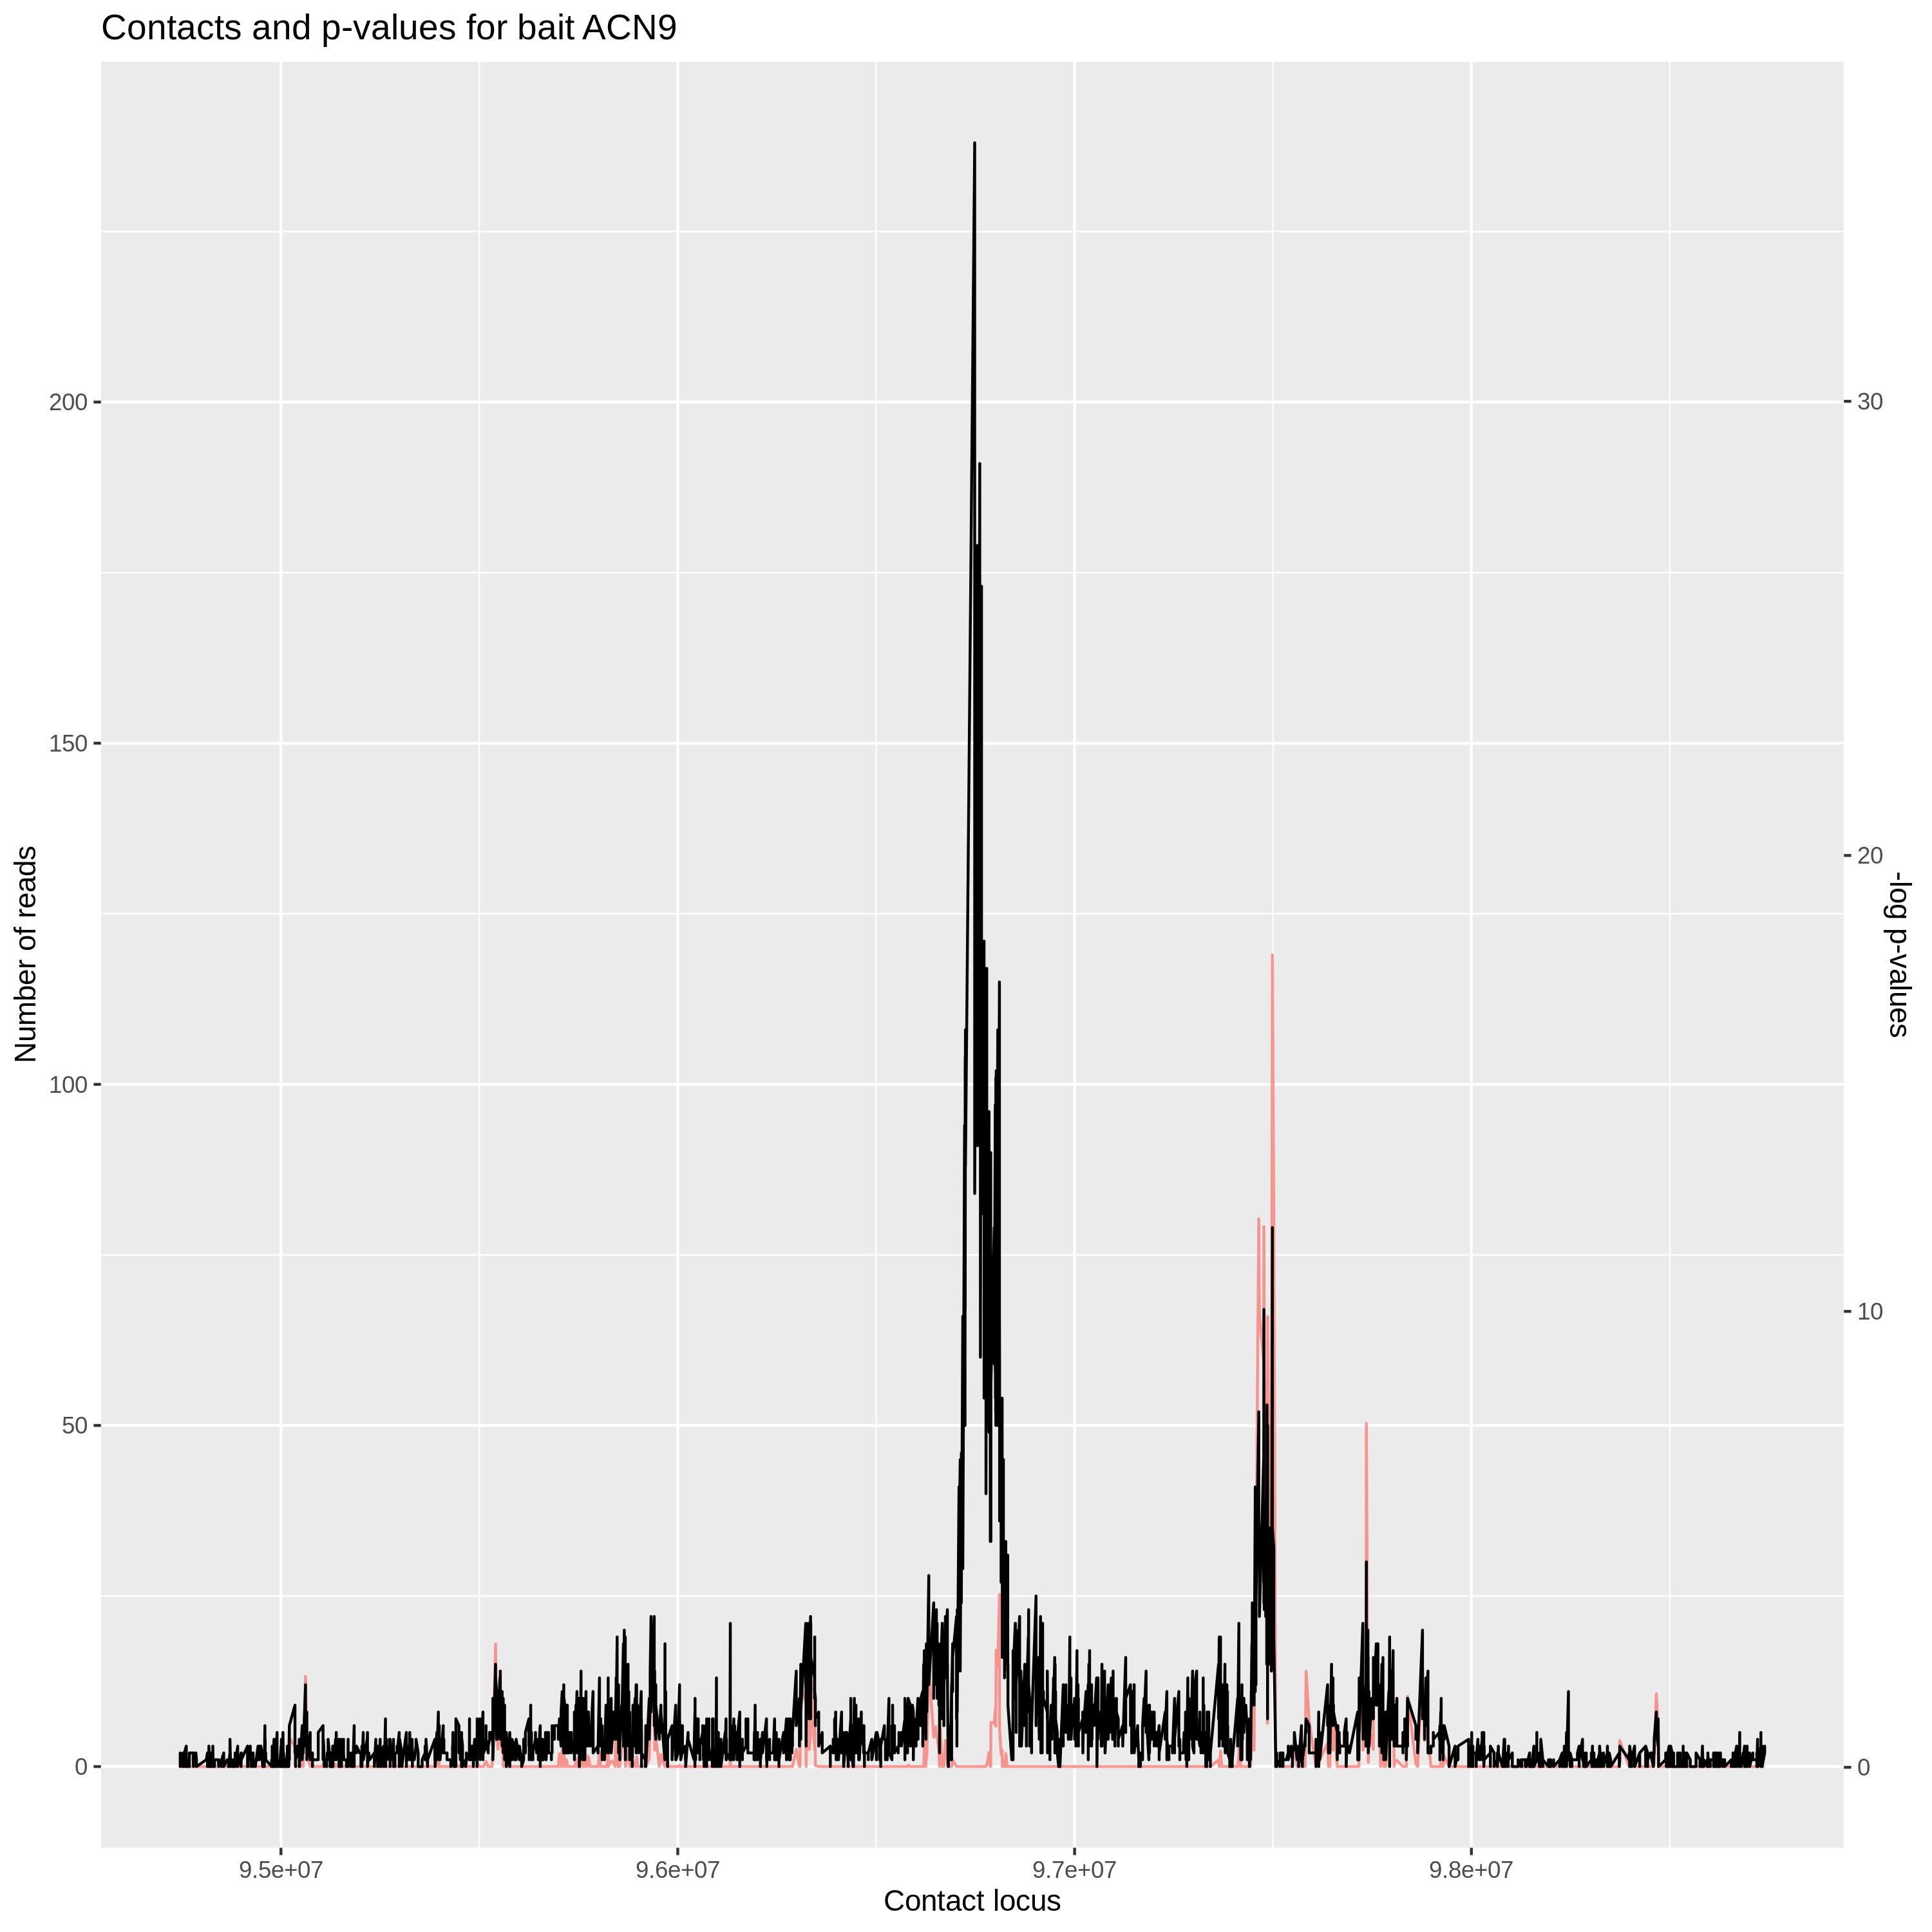 Contacts and p-values for bait ACN9
Number of reads
200
150
100
50
0
30
20
10
0
-log p-values
9.5e+07
9.6e+07
9.7e+07
9.8e+07
Contact locus